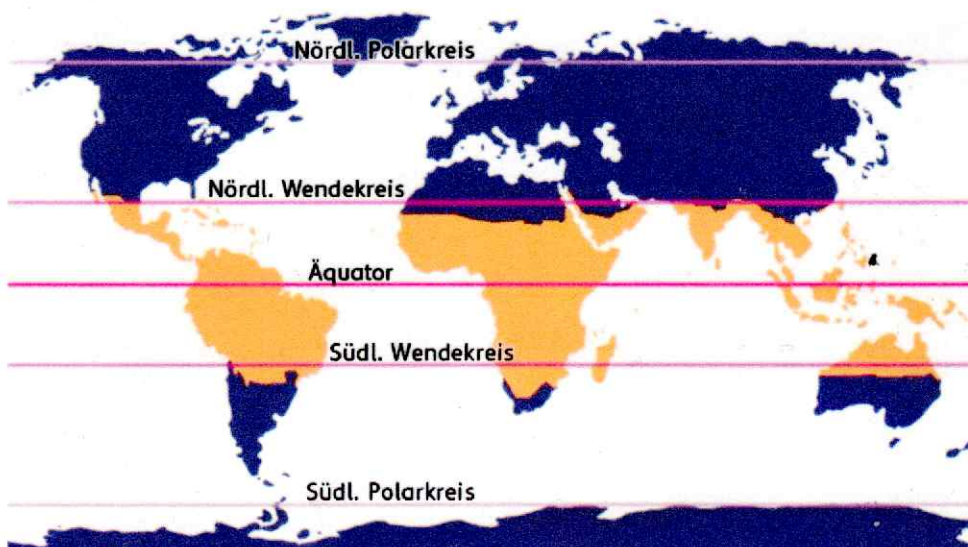 Nördl. Polarkreis
Nördl. Wendekreis
Äquator
Südl. Wendekreis
Südl. Polarkreis